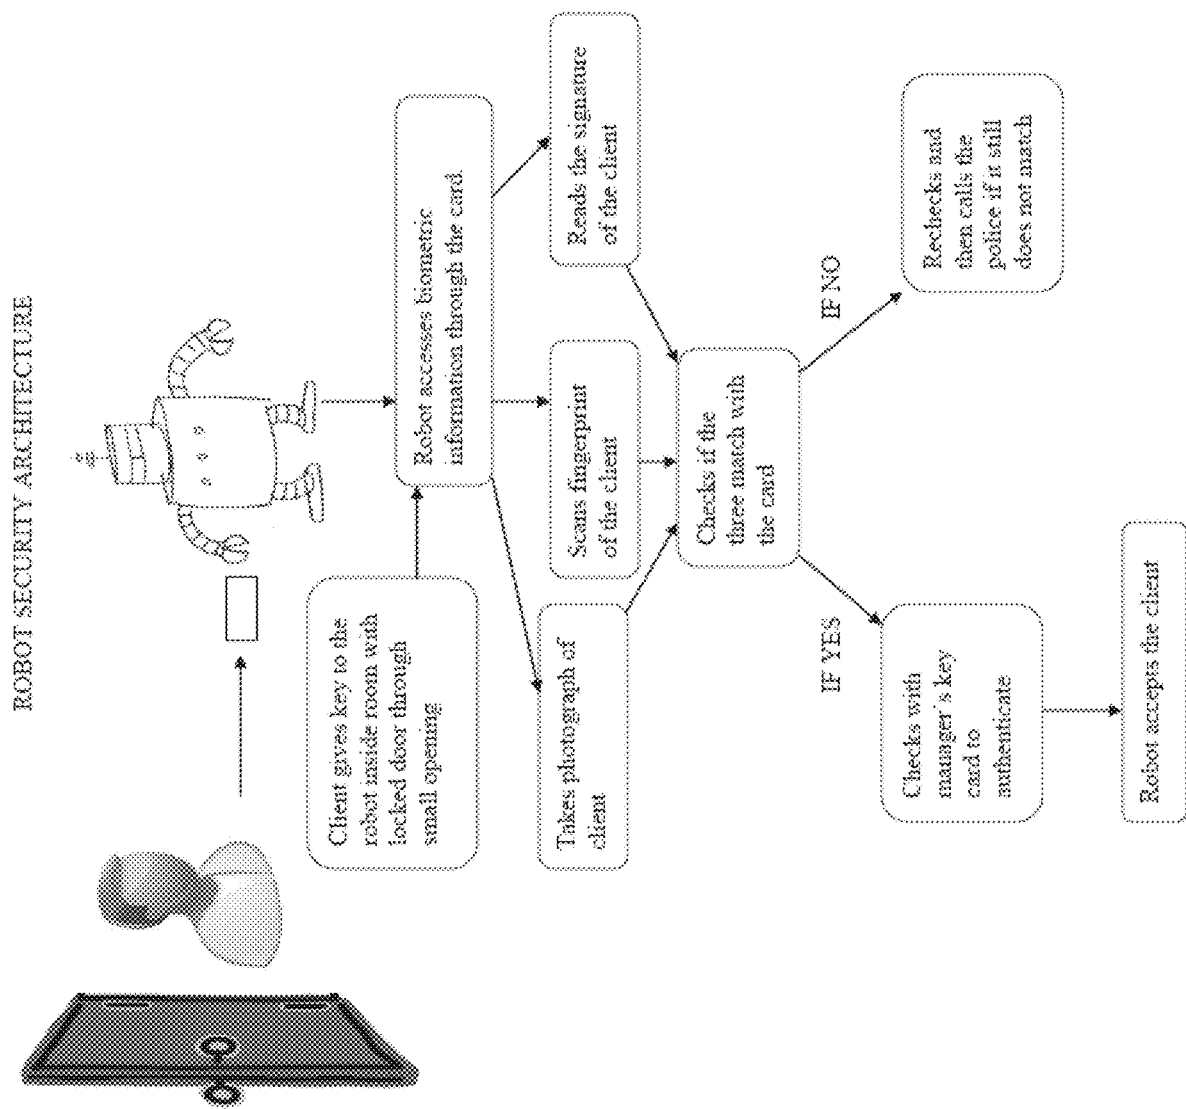 ROBOT SECURITY ARCHITECTURE
Client gives key to the
robot inside room with
locked door through
small opening
Robot accesses biometric
information through the card.
Takes photograph of
client
Scans fingerprint
of the client
Reads the signature
of the client
Checks if the
three match with
the card
IF YES
IF NO
Checks with
manager's key
card to
authenticate
Rechecks and
then calls the
police if it still
does not match
Robot accepts the client